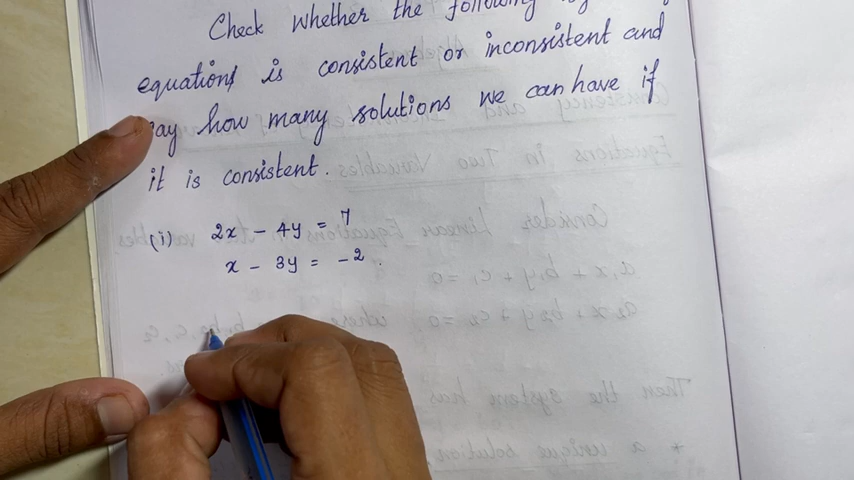 Check whether the following
equations is consistent or inconsistent and
say how many solutions we can have if
it is consistent.
(i) 2x - 4y = 7
x - 3y = -2.